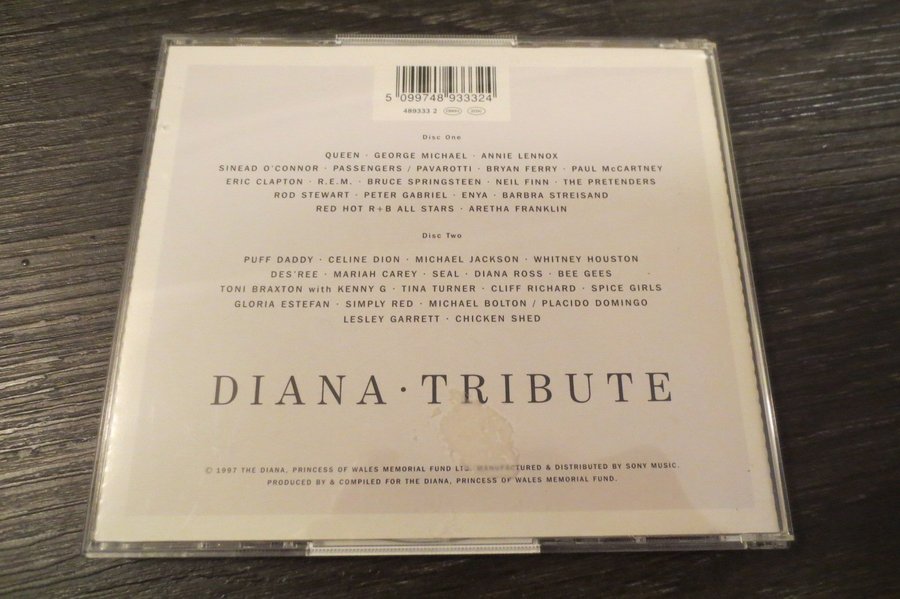 5 099748 933324
489333 2
Disc One
QUEEN · GEORGE MICHAEL · ANNIE LENNOX
SINEAD O'CONNOR · PASSENGERS / PAVAROTTI · BRYAN FERRY · PAUL McCARTNEY
ERIC CLAPTON · R.E.M. · BRUCE SPRINGSTEEN · NEIL FINN · THE PRETENDERS
ROD STEWART · PETER GABRIEL · ENYA · BARBRA STREISAND
RED HOT R+B ALL STARS · ARETHA FRANKLIN
Disc Two
PUFF DADDY · CELINE DION · MICHAEL JACKSON · WHITNEY HOUSTON
DES'REE · MARIAH CAREY · SEAL · DIANA ROSS · BEE GEES
TONI BRAXTON with KENNY G · TINA TURNER · CLIFF RICHARD · SPICE GIRLS
GLORIA ESTEFAN · SIMPLY RED · MICHAEL BOLTON / PLACIDO DOMINGO
LESLEY GARRETT · CHICKEN SHED
DIANA · TRIBUTE
© 1997 THE DIANA, PRINCESS OF WALES MEMORIAL FUND LTD. MANUFACTURED & DISTRIBUTED BY SONY MUSIC.
PRODUCED BY & COMPILED FOR THE DIANA, PRINCESS OF WALES MEMORIAL FUND.